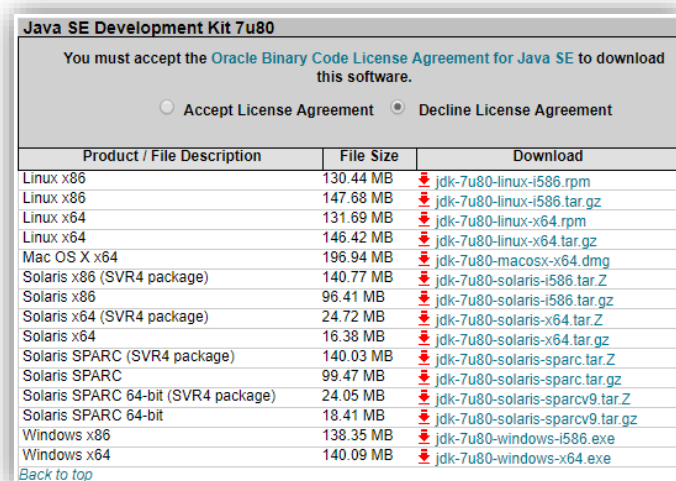 Java SE Development Kit 7u80
You must accept the Oracle Binary Code License Agreement for Java SE to download
this software.
Accept License Agreement Decline License Agreement
Product / File Description File Size Download
Linux x86 130.44 MB jdk-7u80-linux-i586.rpm
Linux x86 147.68 MB jdk-7u80-linux-i586.tar.gz
Linux x64 131.69 MB jdk-7u80-linux-x64.rpm
Linux x64 146.42 MB jdk-7u80-linux-x64.tar.gz
Mac OS X x64 196.94 MB jdk-7u80-macosx-x64.dmg
Solaris x86 (SVR4 package) 140.77 MB jdk-7u80-solaris-i586.tar.Z
Solaris x86 96.41 MB jdk-7u80-solaris-i586.tar.gz
Solaris x64 (SVR4 package) 24.72 MB jdk-7u80-solaris-x64.tar.Z
Solaris x64 16.38 MB jdk-7u80-solaris-x64.tar.gz
Solaris SPARC (SVR4 package) 140.03 MB jdk-7u80-solaris-sparc.tar.Z
Solaris SPARC 99.47 MB jdk-7u80-solaris-sparc.tar.gz
Solaris SPARC 64-bit (SVR4 package) 24.05 MB jdk-7u80-solaris-sparcv9.tar.Z
Solaris SPARC 64-bit 18.41 MB jdk-7u80-solaris-sparcv9.tar.gz
Windows x86 138.35 MB jdk-7u80-windows-i586.exe
Windows x64 140.09 MB jdk-7u80-windows-x64.exe
Back to top